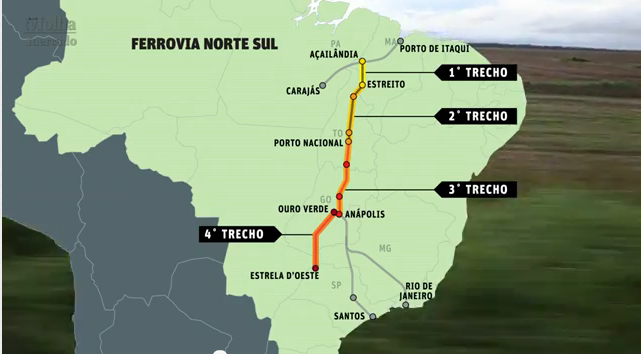 Folha
mercado
FERROVIA NORTE SUL
PA
MA
PORTO DE ITAQUI
AÇAILÂNDIA
1° TRECHO
CARAJÁS
ESTREITO
2° TRECHO
TO
PORTO NACIONAL
3° TRECHO
GO
OURO VERDE
ANÁPOLIS
4° TRECHO
MG
ESTRELA D'OESTE
SP
RIO DE
JANEIRO
SANTOS